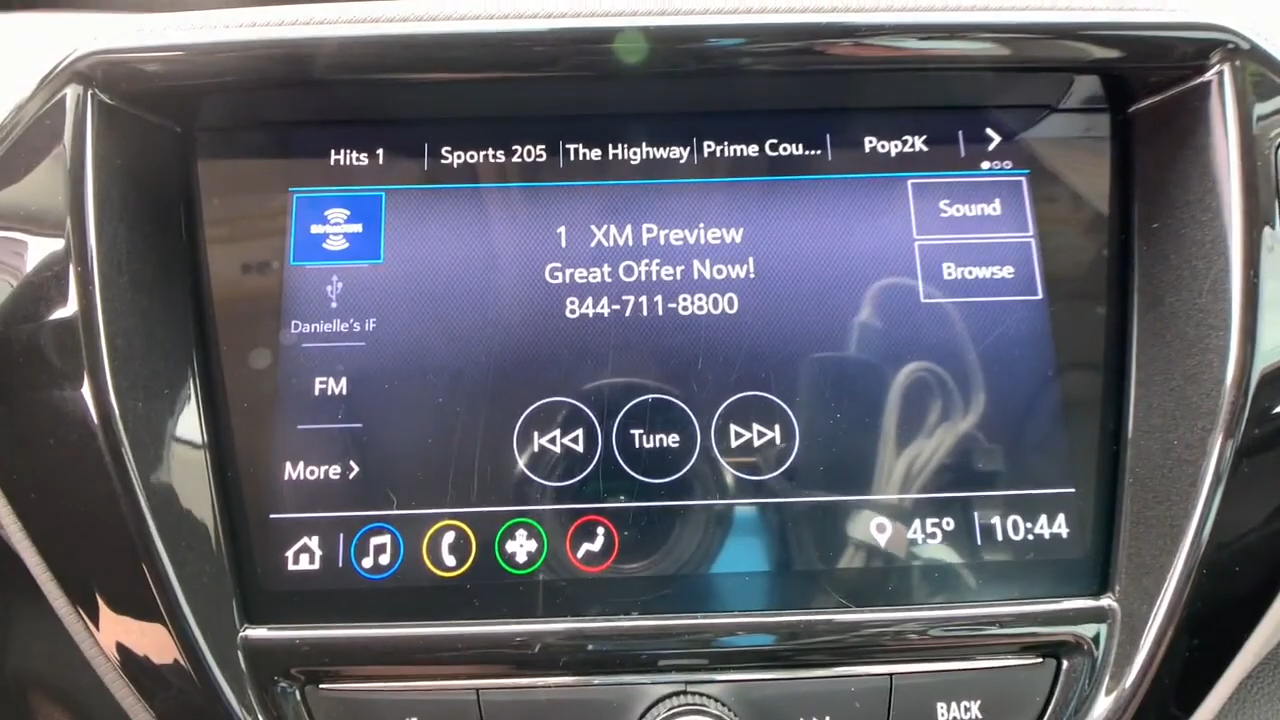 Hits 1
Sports 205
The Highway
Prime Cou...
Pop2K
Sound
Browse
1 XM Preview
Great Offer Now!
844-711-8800
Danielle's iF
FM
More
Tune
45°
10:44
BACK